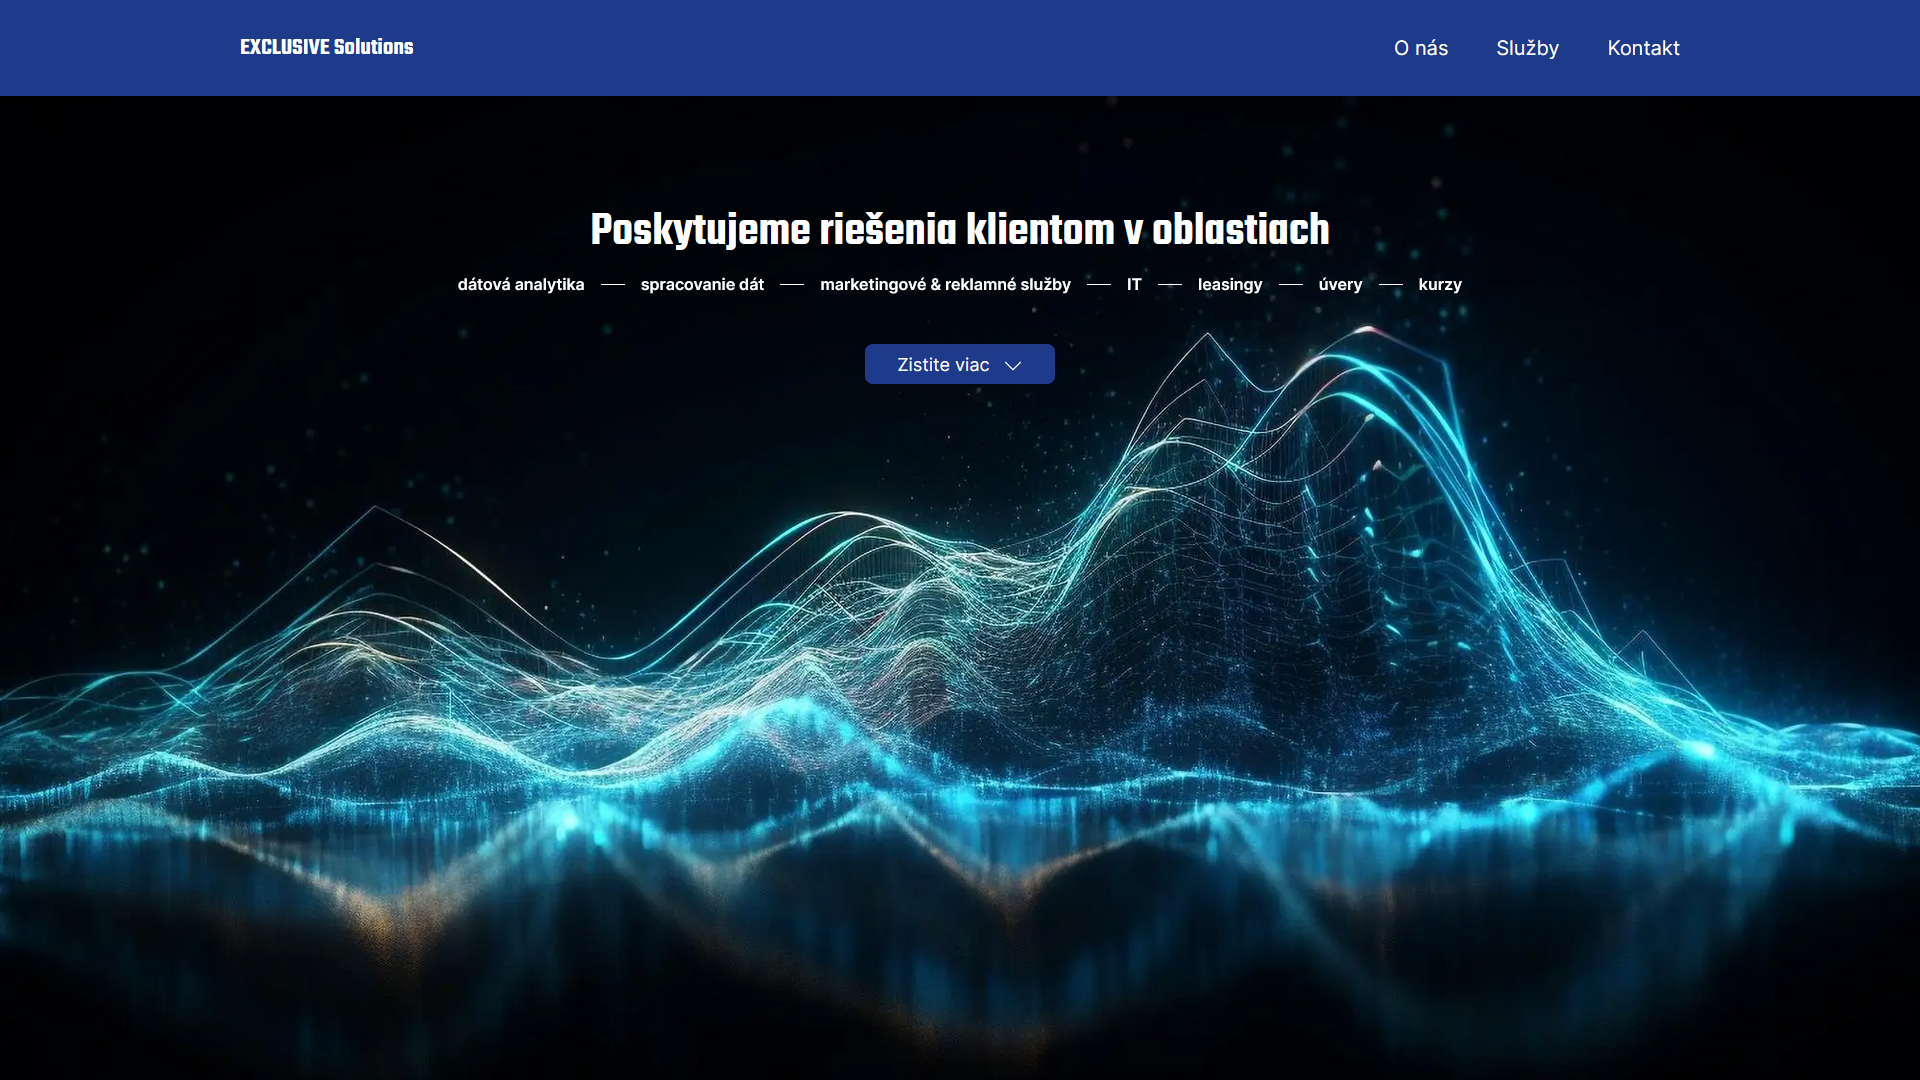 EXCLUSIVE Solutions
O nás Služby Kontakt
Poskytujeme riešenia klientom v oblastiach
dátová analytika — spracovanie dát — marketingové & reklamné služby — IT — leasingy — úvery — kurzy
Zistite viac